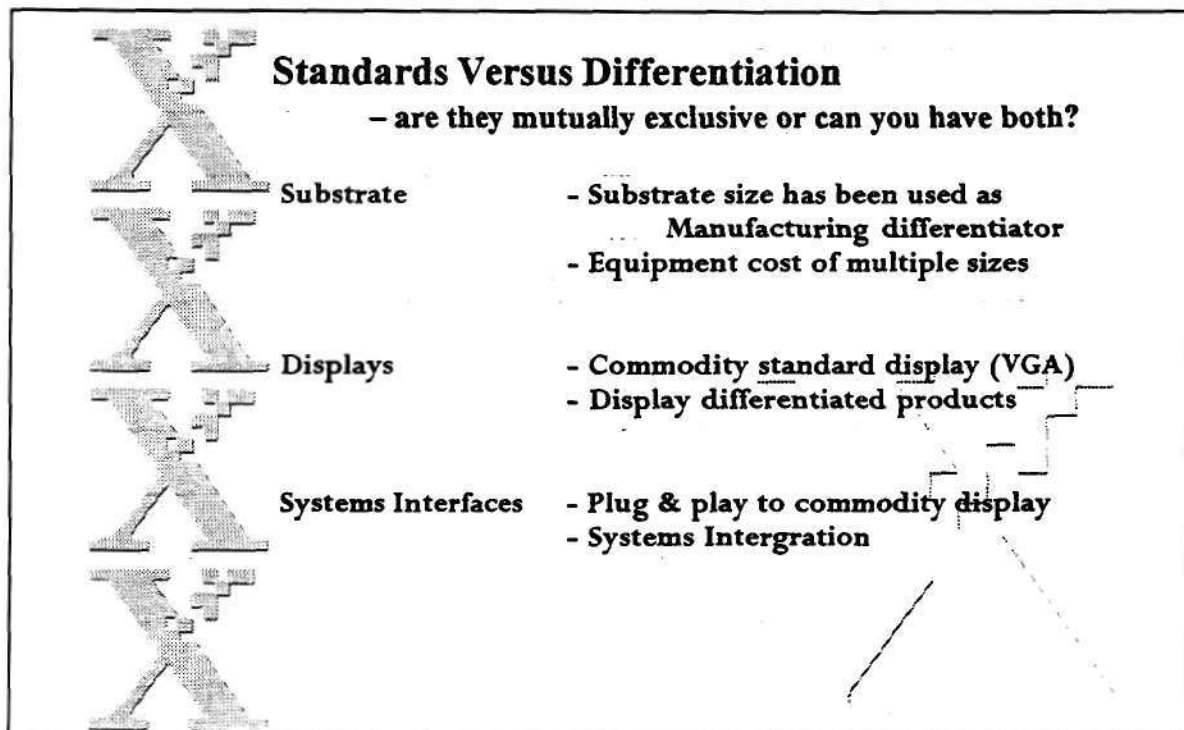 Standards Versus Differentiation
– are they mutually exclusive or can you have both?
Substrate - Substrate size has been used as
Manufacturing differentiator
- Equipment cost of multiple sizes
Displays - Commodity standard display (VGA)
- Display differentiated products
Systems Interfaces - Plug & play to commodity display
- Systems Intergration